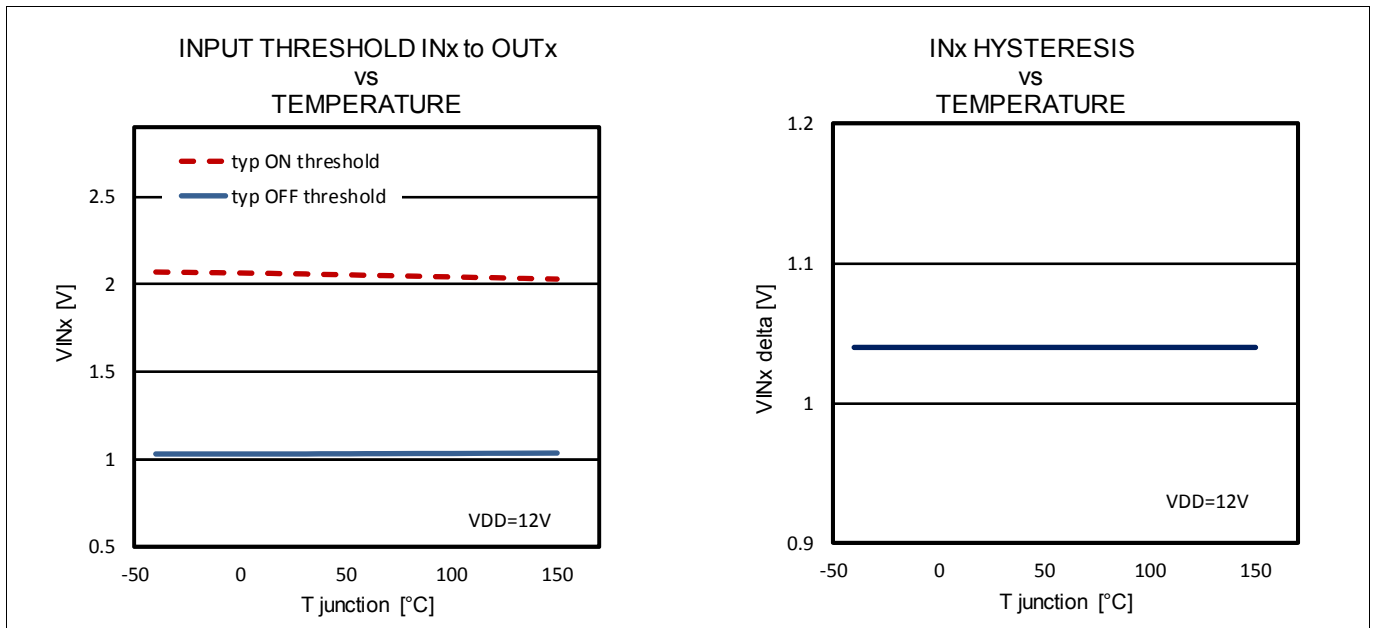 INPUT THRESHOLD INx to OUTx
vs
TEMPERATURE
typ ON threshold
typ OFF threshold
2.5
2
1.5
1
0.5
VINx [V]
VDD=12V
-50
0
50
100
150
T junction [°C]
INx HYSTERESIS
vs
TEMPERATURE
1.2
1.1
1
0.9
VINx delta [V]
VDD=12V
-50
0
50
100
150
T junction [°C]